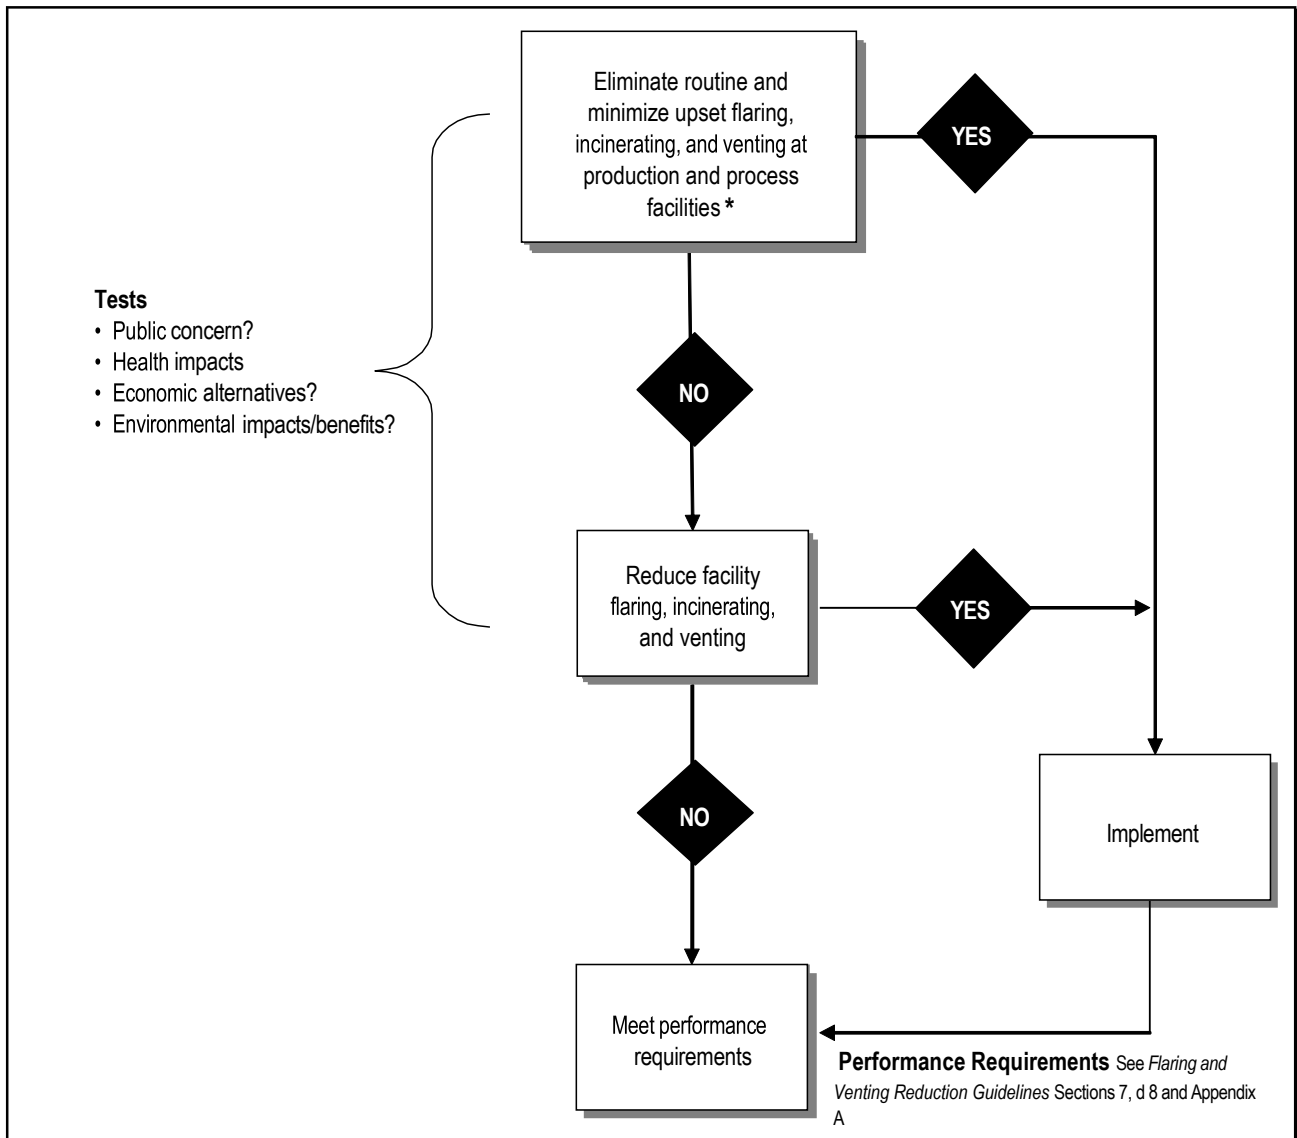 Eliminate routine and
minimize upset flaring,
incinerating, and venting at
production and process
facilities *
YES
Tests
• Public concern?
• Health impacts
• Economic alternatives?
• Environmental impacts/benefits?
NO
Reduce facility
flaring, incinerating,
and venting
YES
NO
Implement
Meet performance
requirements
Performance Requirements See Flaring and
Venting Reduction Guidelines Sections 7, d 8 and Appendix
A